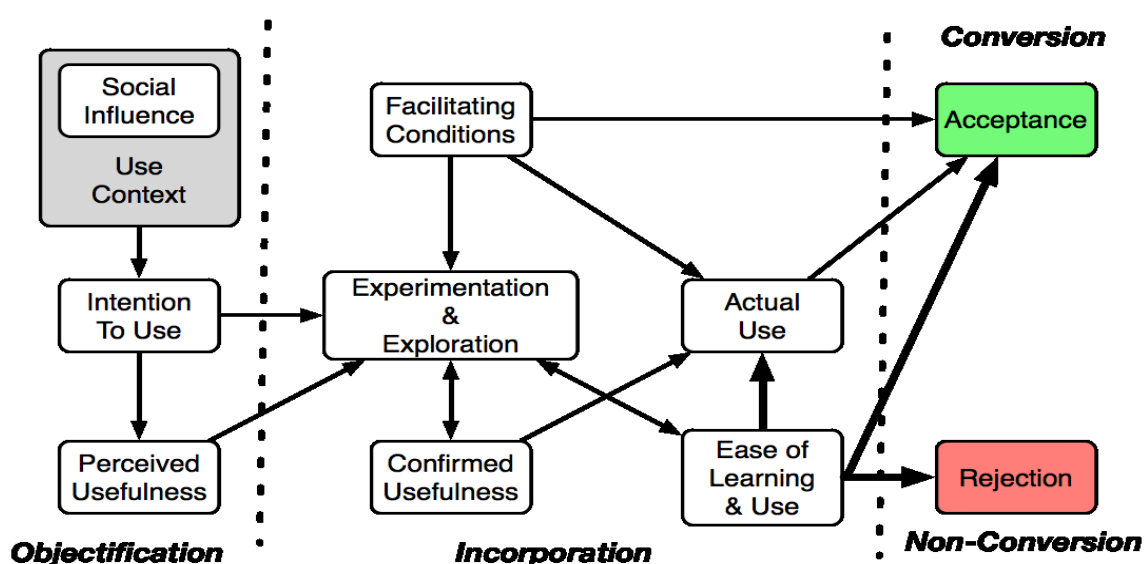 Conversion
Social
Influence
Use
Context
Facilitating
Conditions
Acceptance
Intention
To Use
Experimentation
&
Exploration
Actual
Use
Perceived
Usefulness
Confirmed
Usefulness
Ease of
Learning
& Use
Rejection
Objectification
Incorporation
Non-Conversion